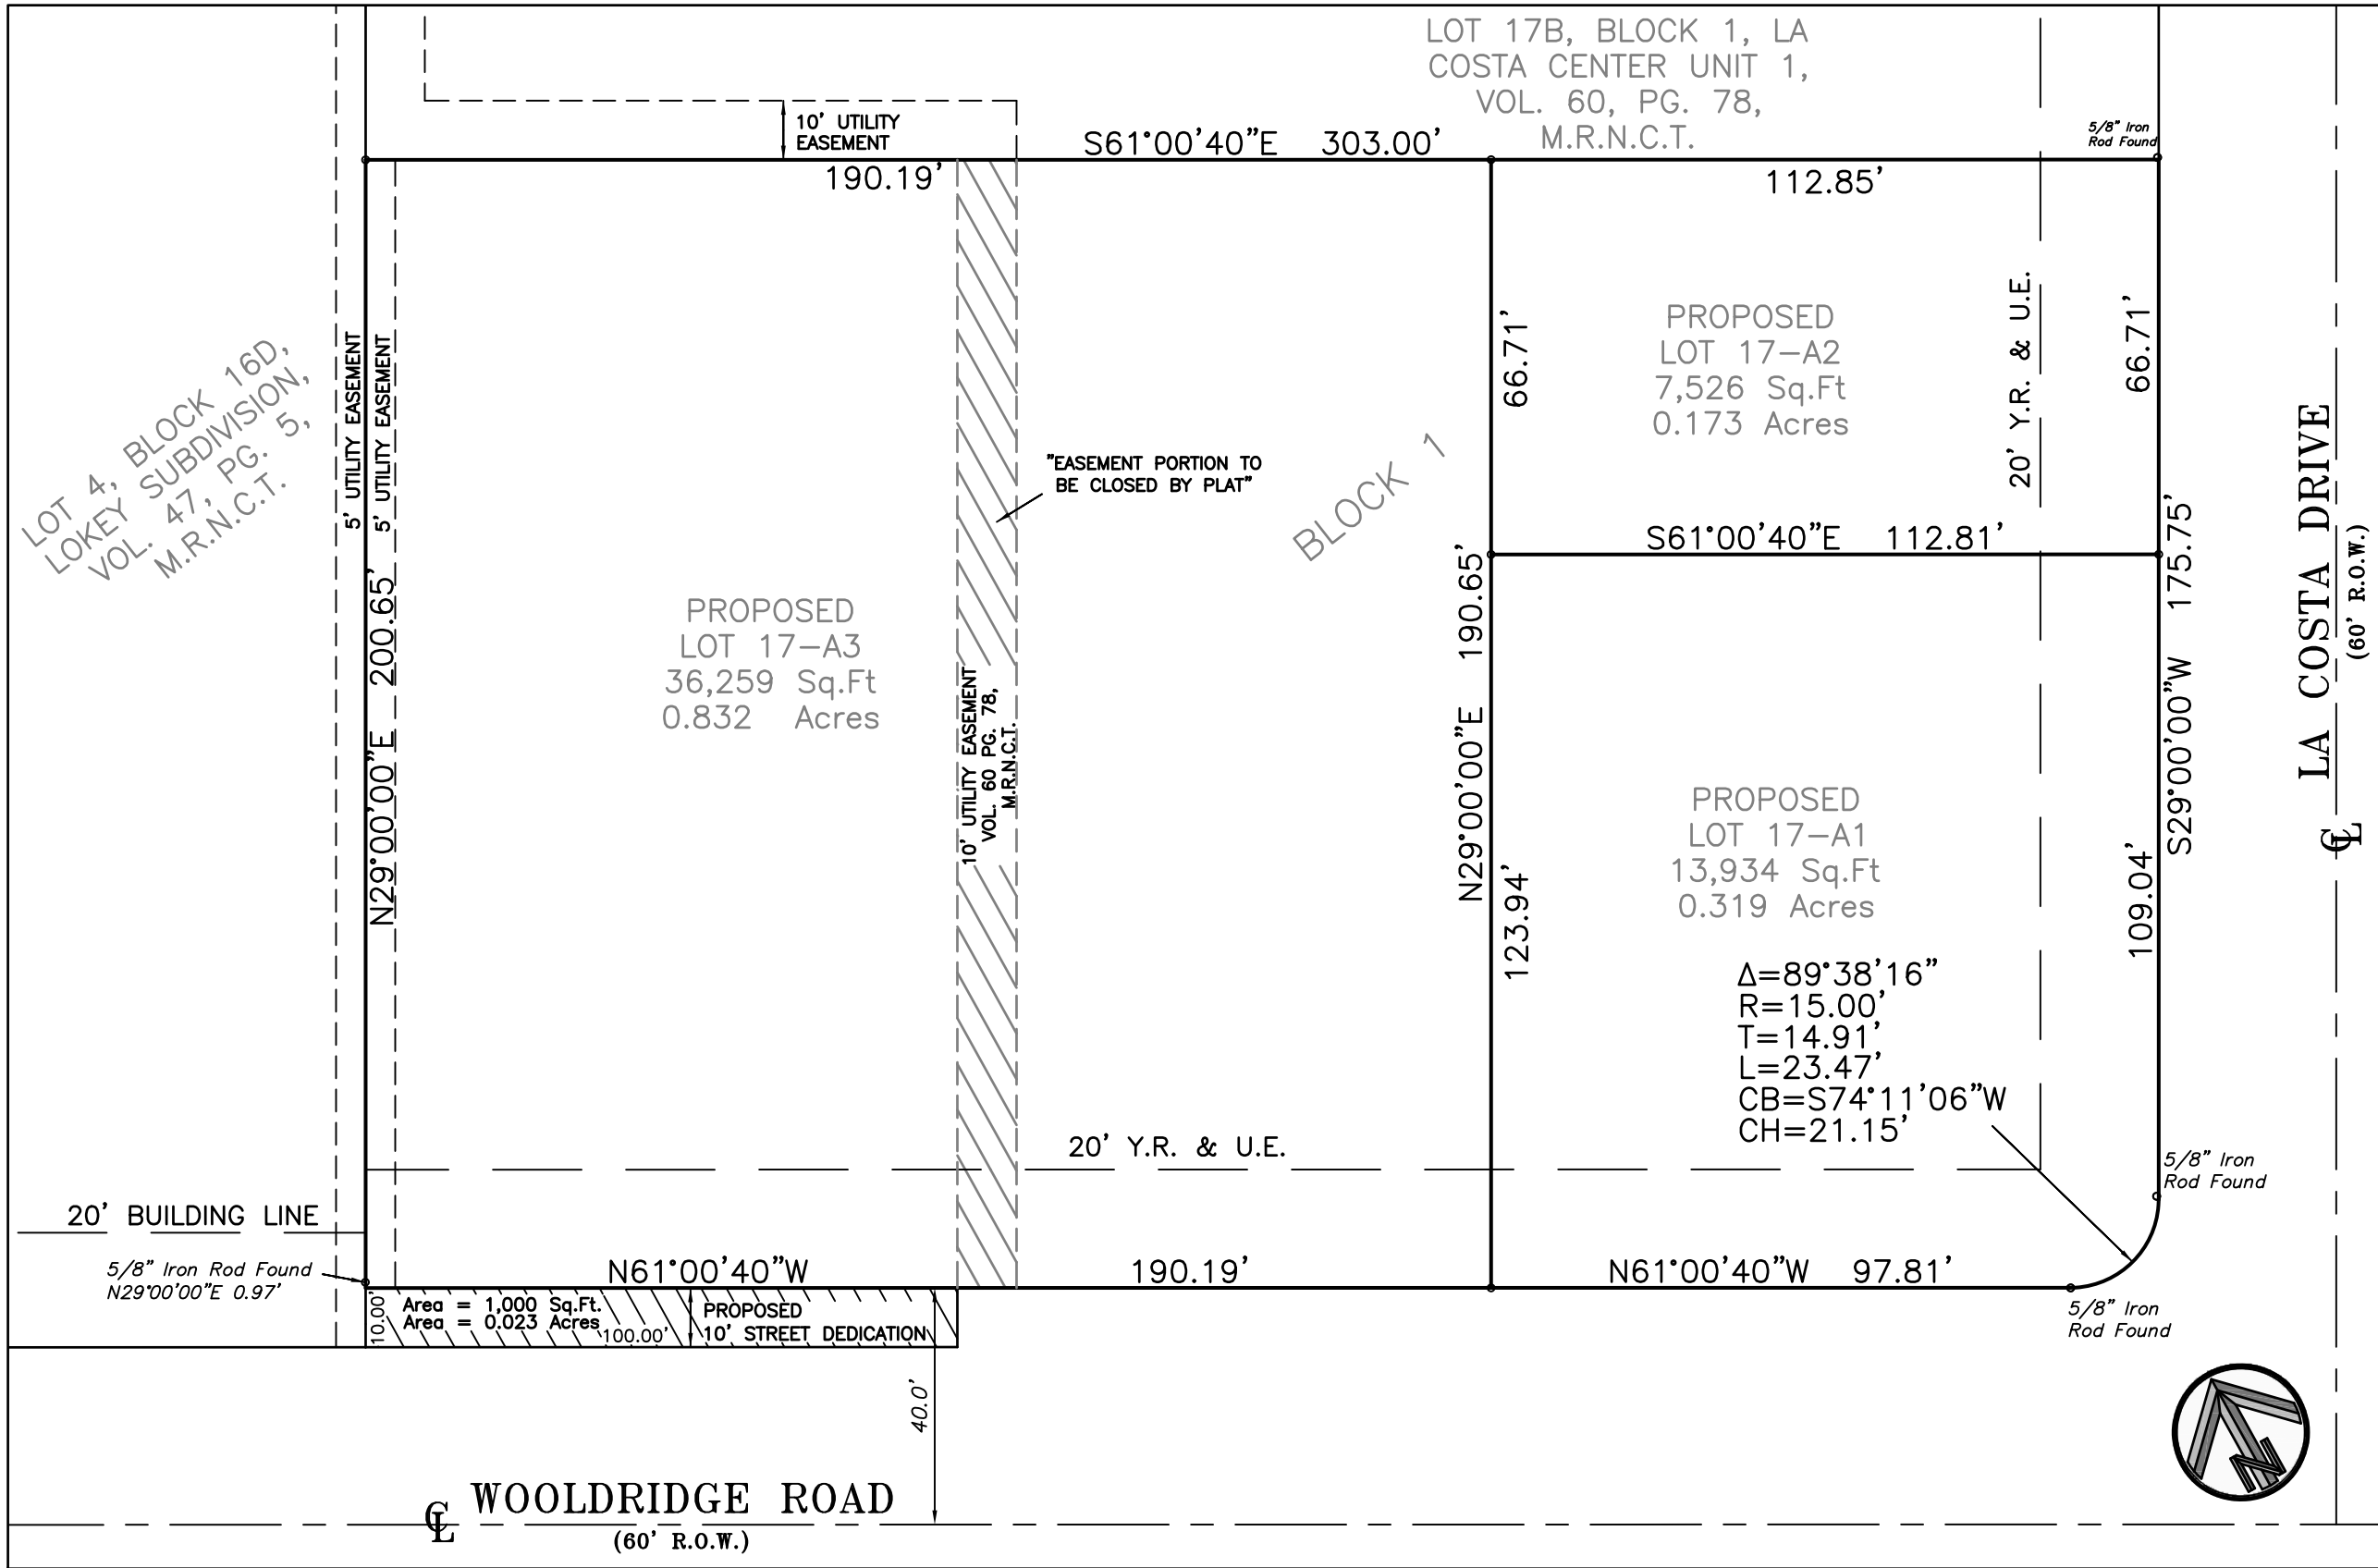 LOT 17B, BLOCK 1, LA
COSTA CENTER UNIT 1,
VOL. 60, PG. 78,
M.R.N.C.T.
10' UTILITY
EASEMENT
S61°00'40"E 303.00'
5/8" Iron
Rod Found
190.19'
112.85'
LOT 4, BLOCK 16D,
LOKEY SUBDIVISION,
VOL. 47, PG. 5,
M.R.N.C.T.
5' UTILITY EASEMENT
5' UTILITY EASEMENT
N29°00'00"E 200.65'
PROPOSED
LOT 17-A3
36,259 Sq.Ft
0.832 Acres
"EASEMENT PORTION TO
BE CLOSED BY PLAT"
10' UTILITY EASEMENT
VOL. 60 PG. 78,
M.R.N.C.T.
BLOCK 1
66.71'
PROPOSED
LOT 17-A2
7,526 Sq.Ft
0.173 Acres
20' Y.R. & U.E.
66.71'
S61°00'40"E 112.81'
N29°00'00"E 190.65'
123.94'
PROPOSED
LOT 17-A1
13,934 Sq.Ft
0.319 Acres
Δ=89°38'16"
R=15.00'
T=14.91'
L=23.47'
CB=S74°11'06"W
CH=21.15'
109.04'
S29°00'00"W 175.75'
LA COSTA DRIVE
(60' R.O.W.)
CL
20' Y.R. & U.E.
5/8" Iron
Rod Found
20' BUILDING LINE
5/8" Iron Rod Found
N29°00'00"E 0.97'
N61°00'40"W
190.19'
N61°00'40"W 97.81'
5/8" Iron
Rod Found
10.00'
Area = 1,000 Sq.Ft.
Area = 0.023 Acres
100.00'
PROPOSED
10' STREET DEDICATION
40.0'
N
CL
WOOLDRIDGE ROAD
(60' R.O.W.)